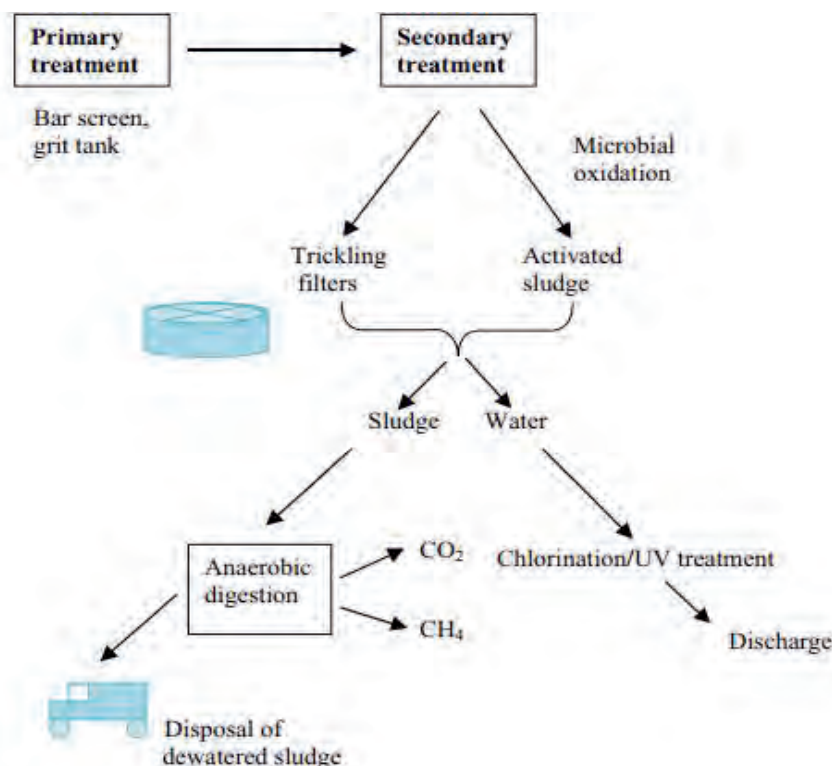 Primary
treatment
Secondary
treatment
Bar screen,
grit tank
Microbial
oxidation
Trickling
filters
Activated
sludge
Sludge
Water
Anaerobic
digestion
CO₂
CH₄
Chlorination/UV treatment
Discharge
Disposal of
dewatered sludge